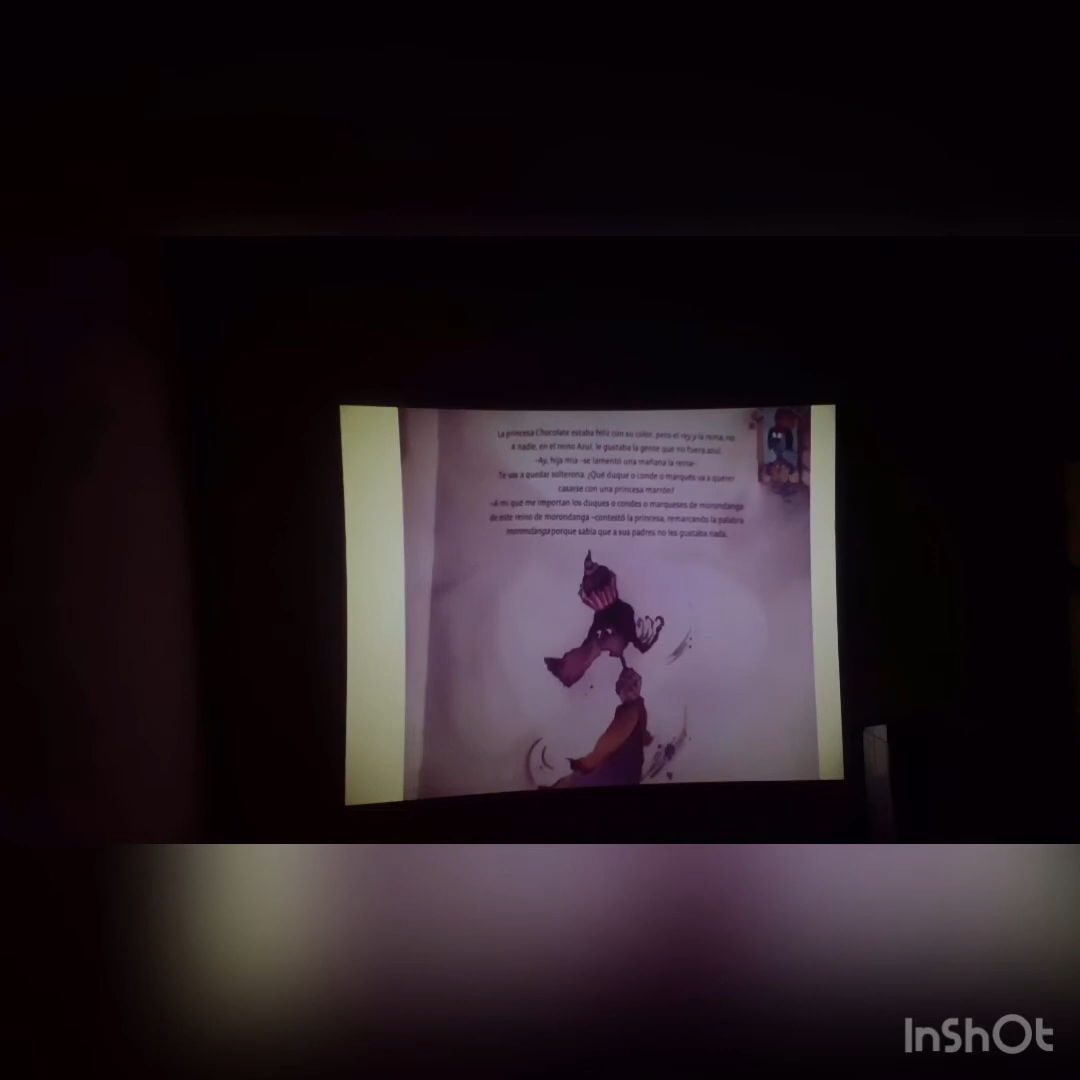 La princesa Chocolate estaba feliz con su color, pero el rey y la reina, no.
A nadie, en el reino Azul, le gustaba la gente que no fuera azul.
–Ay, hija mía –se lamentó una mañana la reina–
Te vas a quedar solterona. ¿Qué duque o conde o marqués va a querer
casarse con una princesa marrón?
–A mí qué me importan los duques o condes o marqueses de morondanga
de este reino de morondanga –contestó la princesa, remarcando la palabra
morondanga porque sabía que a sus padres no les gustaba nada.
InShOt